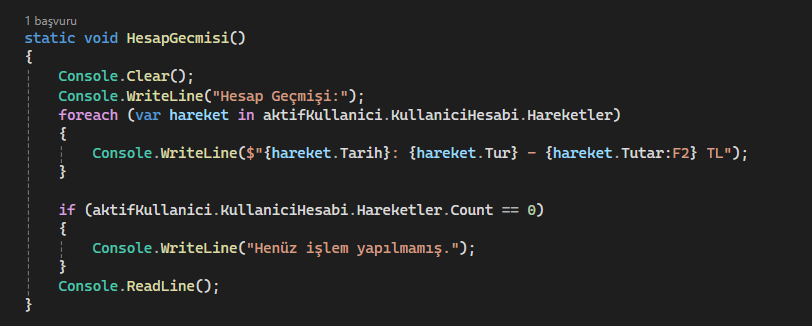 1 başvuru
static void HesapGecmisi()
{
    Console.Clear();
    Console.WriteLine("Hesap Geçmişi:");
    foreach (var hareket in aktifKullanici.KullaniciHesabi.Hareketler)
    {
        Console.WriteLine($"{hareket.Tarih}: {hareket.Tur} - {hareket.Tutar:F2} TL");
    }

    if (aktifKullanici.KullaniciHesabi.Hareketler.Count == 0)
    {
        Console.WriteLine("Henüz işlem yapılmamış.");
    }
    Console.ReadLine();
}